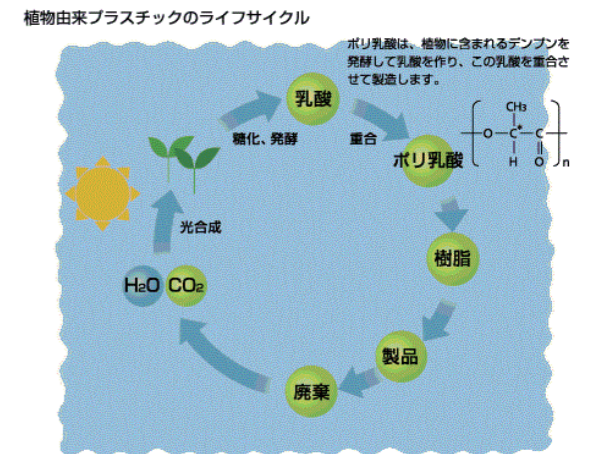 植物由来プラスチックのライフサイクル
ポリ乳酸は、植物に含まれるデンプンを
発酵して乳酸を作り、この乳酸を重合さ
せて製造します。
乳酸
糖化、発酵
重合
ポリ乳酸
CH3
O C* C
H O n
光合成
樹脂
H2O CO2
製品
廃棄